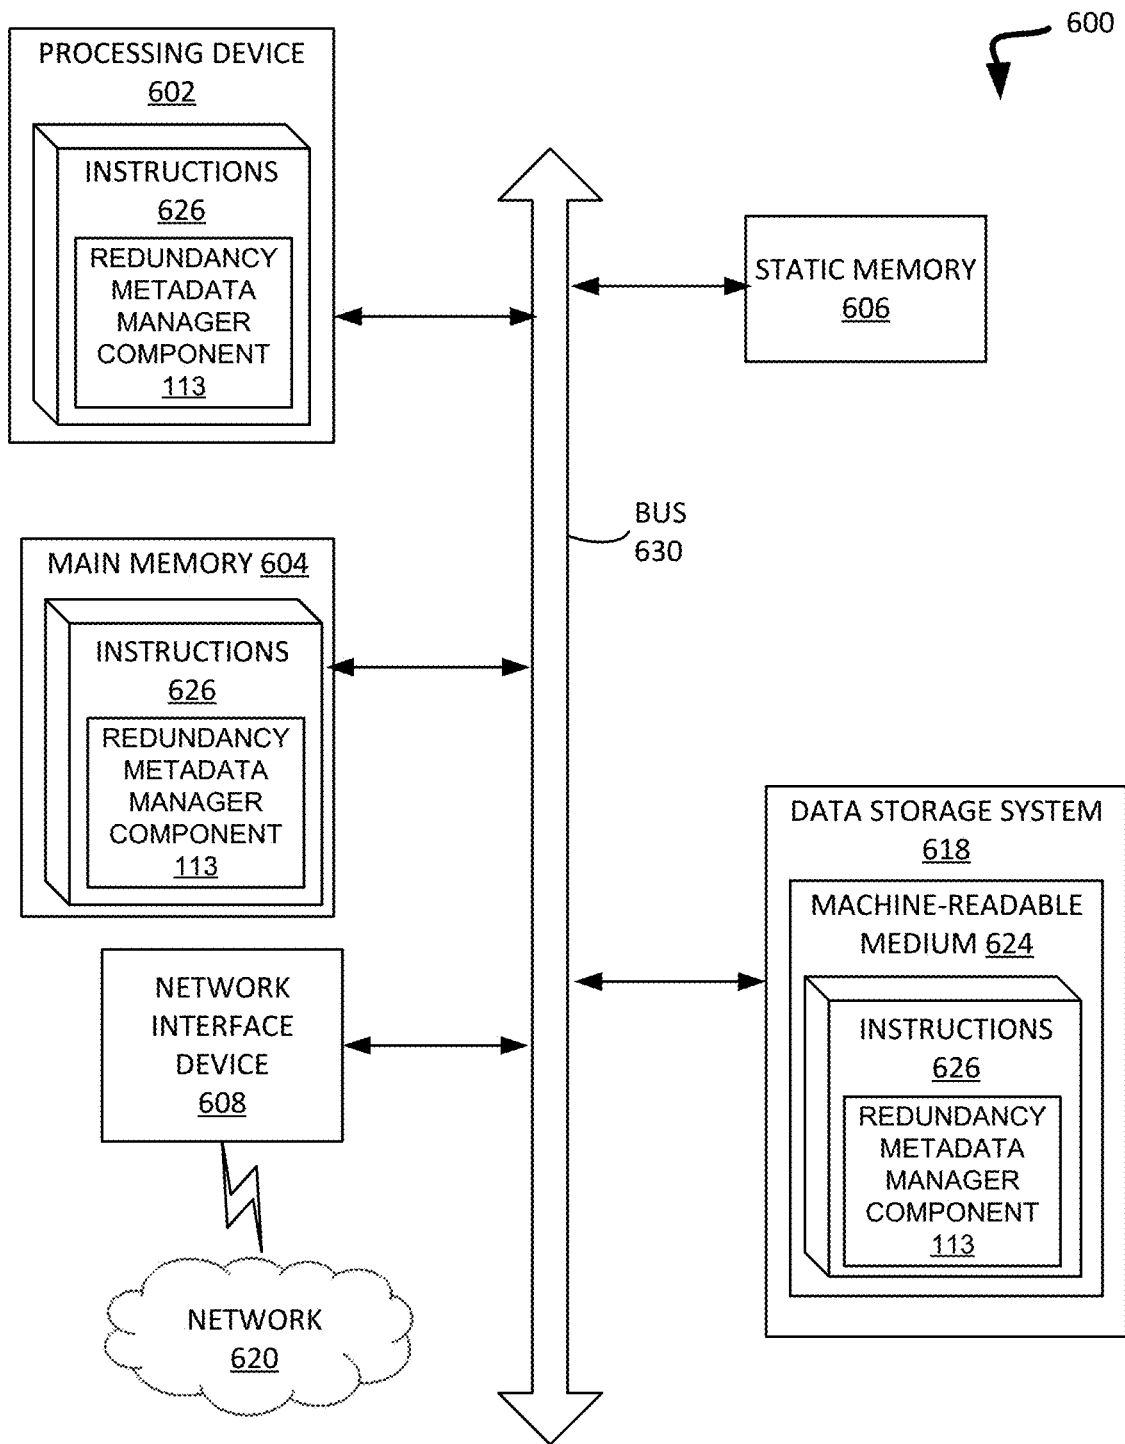 600
PROCESSING DEVICE
602
INSTRUCTIONS
626
REDUNDANCY
METADATA
MANAGER
COMPONENT
113
STATIC MEMORY
606
BUS
630
MAIN MEMORY 604
INSTRUCTIONS
626
REDUNDANCY
METADATA
MANAGER
COMPONENT
113
DATA STORAGE SYSTEM
618
MACHINE-READABLE
MEDIUM 624
INSTRUCTIONS
626
REDUNDANCY
METADATA
MANAGER
COMPONENT
113
NETWORK
INTERFACE
DEVICE
608
NETWORK
620